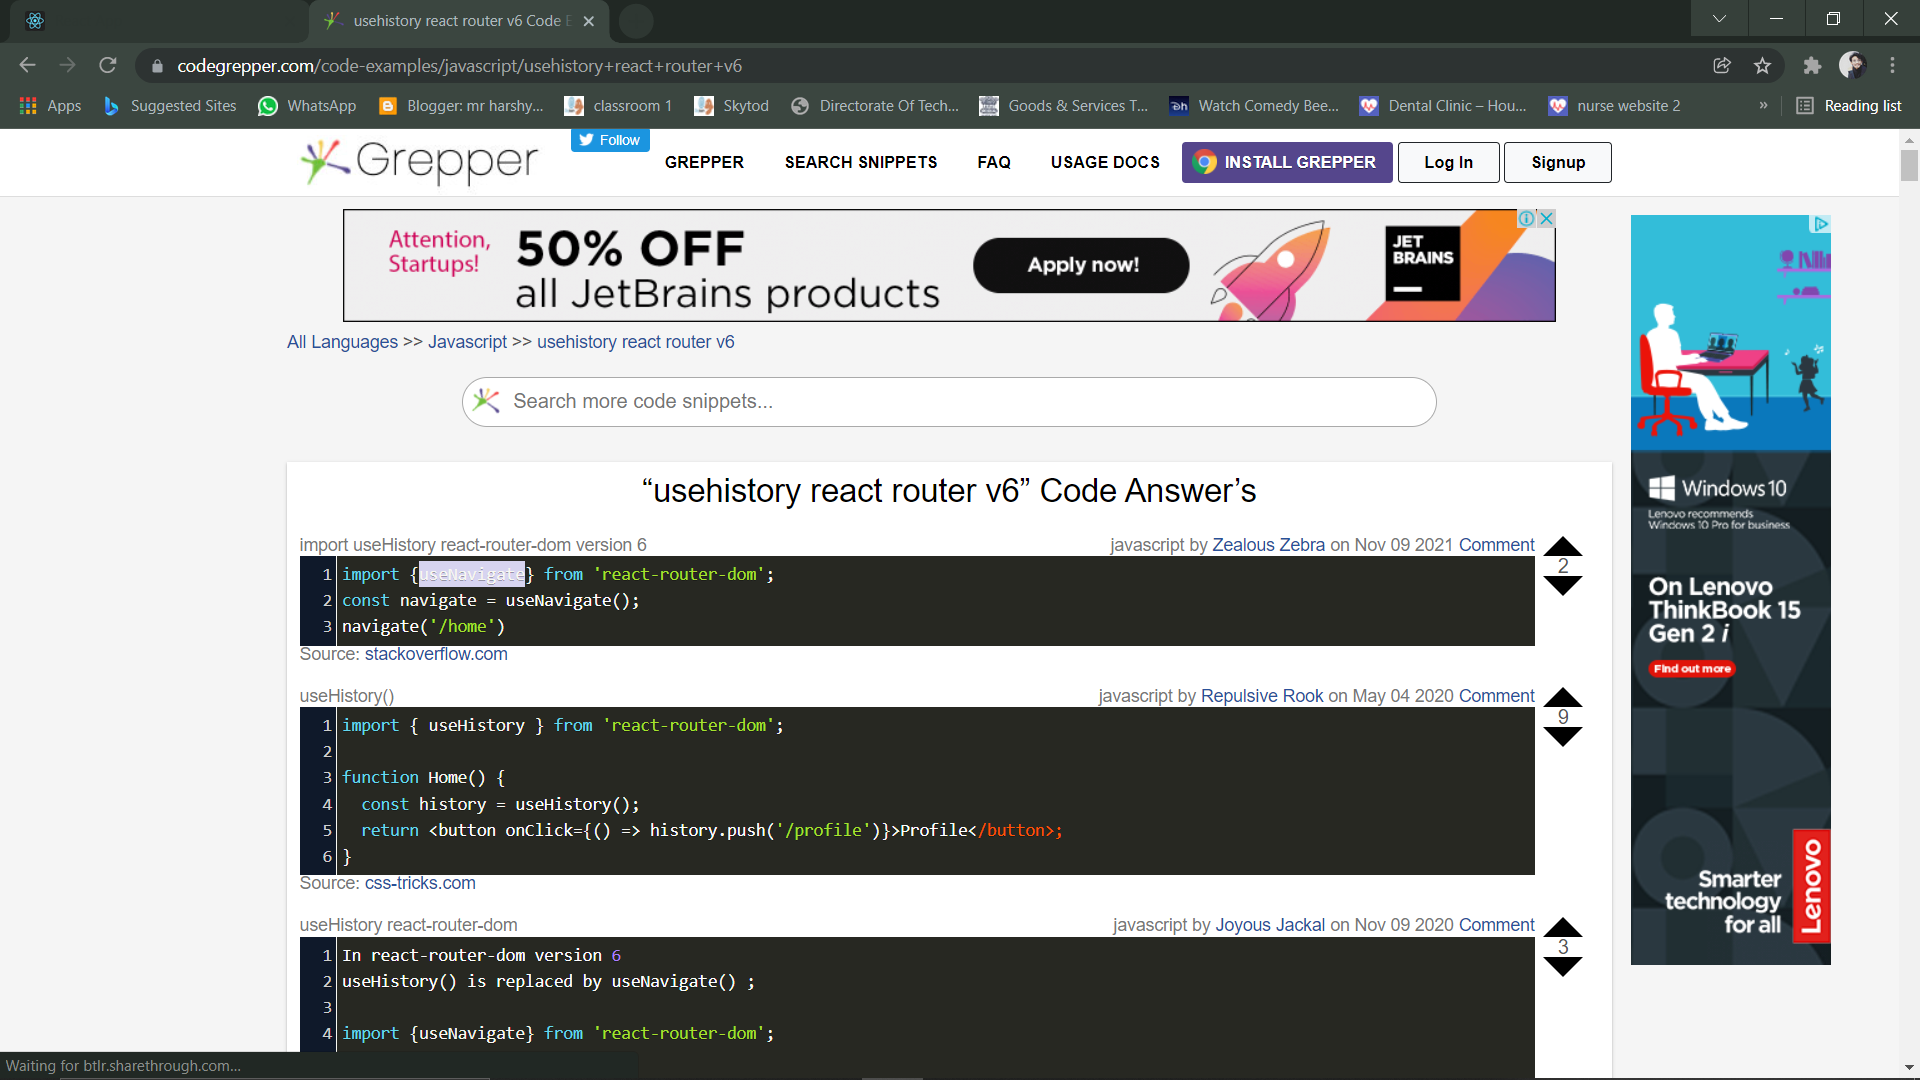 usehistory react router v6 Code E
codegrepper.com/code-examples/javascript/usehistory+react+router+v6
Apps Suggested Sites WhatsApp Blogger: mr harshy... classroom 1 Skytod Directorate Of Tech... Goods & Services T... Watch Comedy Bee... Dental Clinic – Hou... nurse website 2 » Reading list
Grepper Follow GREPPER SEARCH SNIPPETS FAQ USAGE DOCS INSTALL GREPPER Log In Signup
Attention,
Startups!
50% OFF
all JetBrains products
Apply now!
JET
BRAINS
All Languages >> Javascript >> usehistory react router v6
Search more code snippets...
“usehistory react router v6” Code Answer’s
import useHistory react-router-dom version 6 javascript by Zealous Zebra on Nov 09 2021 Comment
2
1 import {useNavigate} from 'react-router-dom';
2 const navigate = useNavigate();
3 navigate('/home')
Source: stackoverflow.com
useHistory() javascript by Repulsive Rook on May 04 2020 Comment
9
1 import { useHistory } from 'react-router-dom';
2
3 function Home() {
4   const history = useHistory();
5   return <button onClick={() => history.push('/profile')}>Profile</button>;
6 }
Source: css-tricks.com
useHistory react-router-dom javascript by Joyous Jackal on Nov 09 2020 Comment
3
1 In react-router-dom version 6
2 useHistory() is replaced by useNavigate() ;
3
4 import {useNavigate} from 'react-router-dom';
Windows 10
Lenovo recommends
Windows 10 Pro for business
On Lenovo
ThinkBook 15
Gen 2 i
Find out more
Smarter
technology
for all
Lenovo
Waiting for btlr.sharethrough.com...